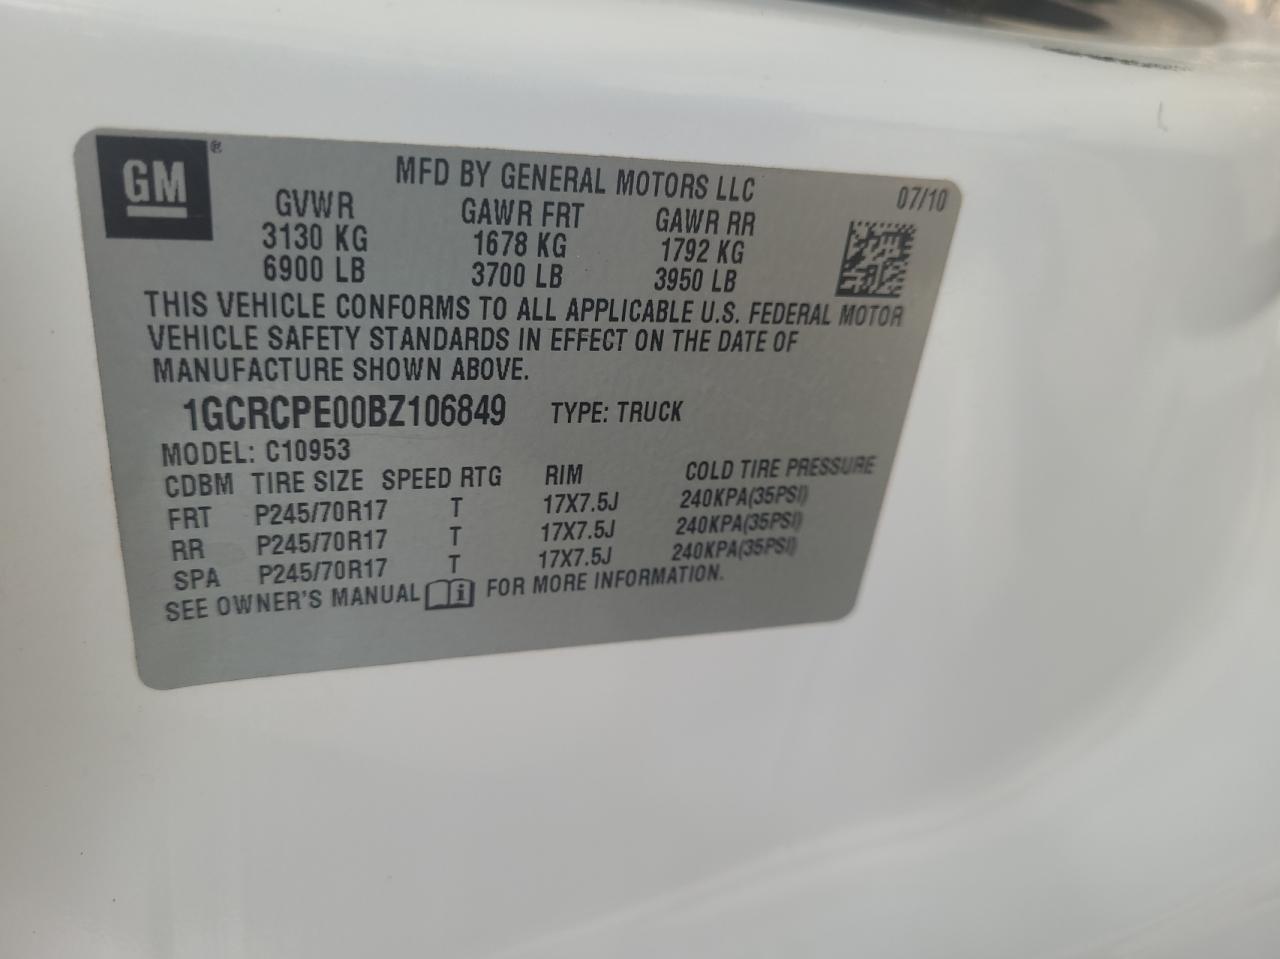 GM ®
MFD BY GENERAL MOTORS LLC 07/10
GVWR GAWR FRT GAWR RR
3130 KG 1678 KG 1792 KG
6900 LB 3700 LB 3950 LB
THIS VEHICLE CONFORMS TO ALL APPLICABLE U.S. FEDERAL MOTOR
VEHICLE SAFETY STANDARDS IN EFFECT ON THE DATE OF
MANUFACTURE SHOWN ABOVE.
1GCRCPE00BZ106849 TYPE: TRUCK
MODEL: C10953
CDBM TIRE SIZE SPEED RTG RIM COLD TIRE PRESSURE
FRT P245/70R17 T 17X7.5J 240KPA(35PSI)
RR P245/70R17 T 17X7.5J 240KPA(35PSI)
SPA P245/70R17 T 17X7.5J 240KPA(35PSI)
SEE OWNER'S MANUAL i FOR MORE INFORMATION.